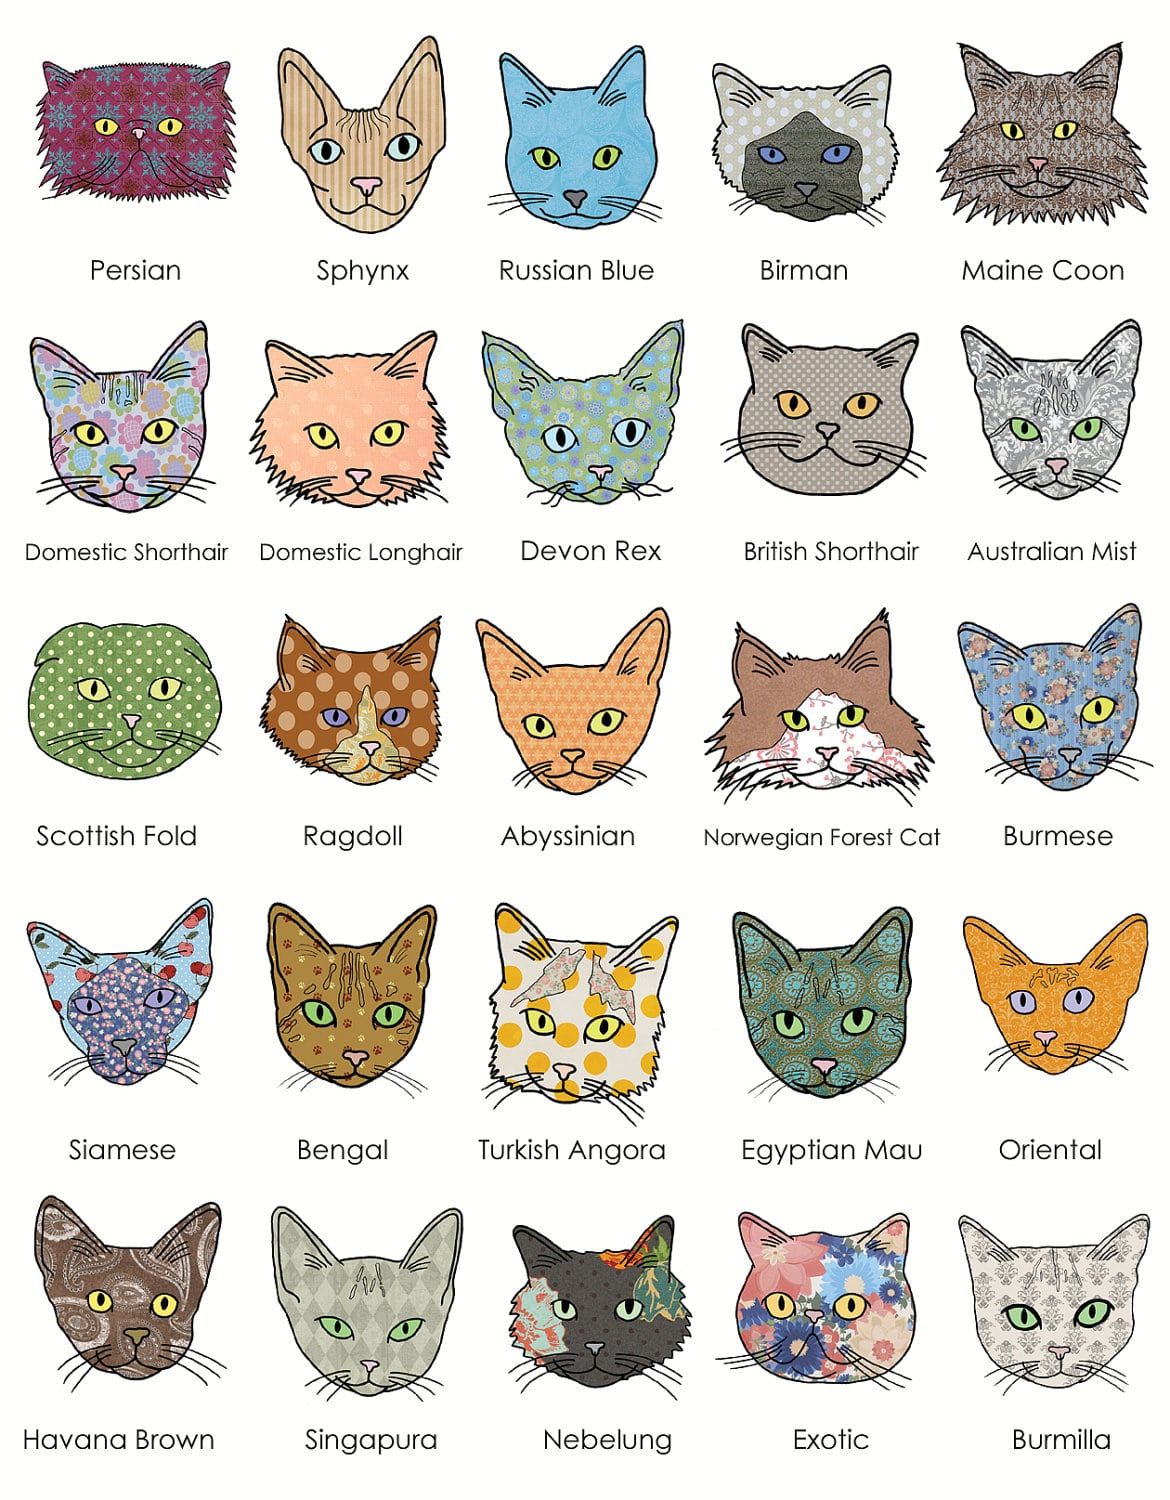 Persian
Sphynx
Russian Blue
Birman
Maine Coon
Domestic Shorthair
Domestic Longhair
Devon Rex
British Shorthair
Australian Mist
Scottish Fold
Ragdoll
Abyssinian
Norwegian Forest Cat
Burmese
Siamese
Bengal
Turkish Angora
Egyptian Mau
Oriental
Havana Brown
Singapura
Nebelung
Exotic
Burmilla